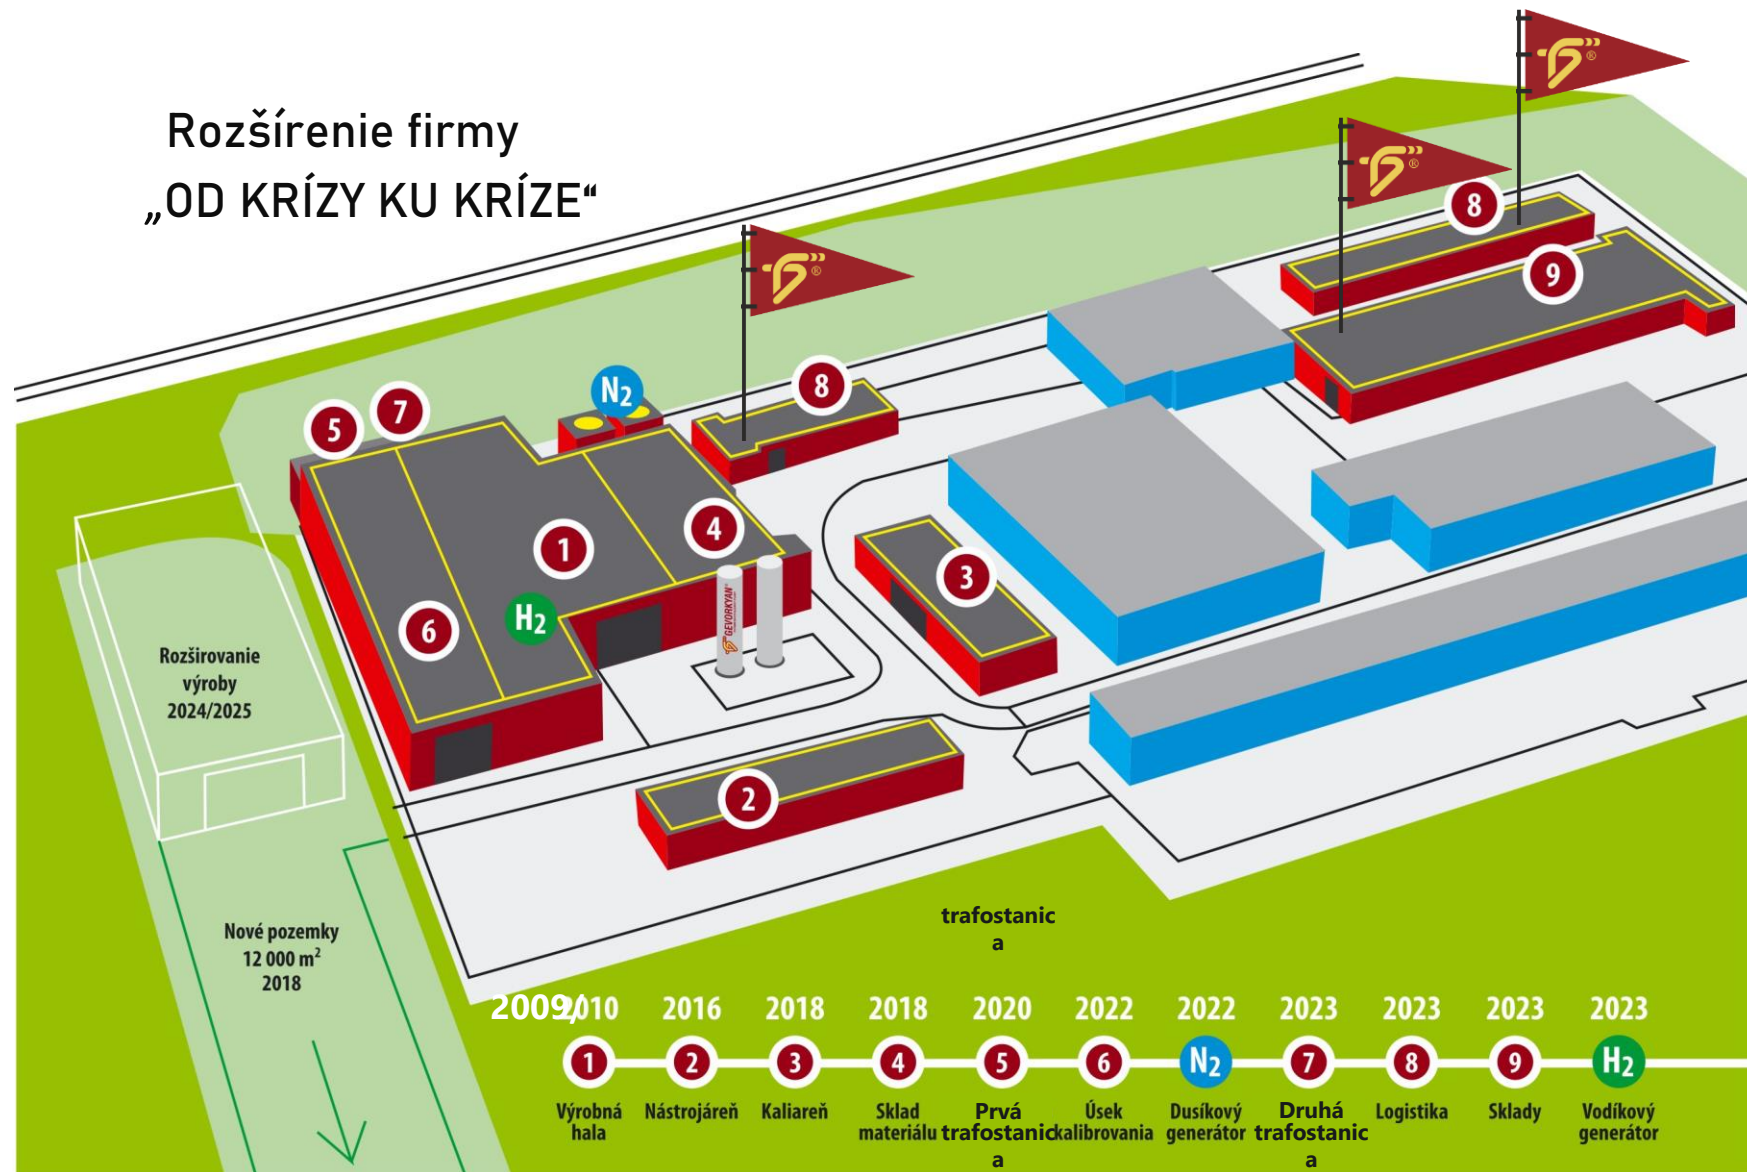 Rozšírenie firmy
„OD KRÍZY KU KRÍZE“
8
9
8
N2
7
5
4
1
3
H2
6
GEVORKYAN®
Rozširovanie
výroby
2024/2025
2
Nové pozemky
12 000 m²
2018
trafostanic
a
2009/2010 2016 2018 2018 2020 2022 2022 2023 2023 2023 2023
1 2 3 4 5 6 N2 7 8 9 H2
Výrobná Nástrojáreň Kaliareň Sklad Prvá Úsek Dusíkový Druhá Logistika Sklady Vodíkový
hala materiálu trafostanic kalibrovania generátor trafostanic generátor
a a